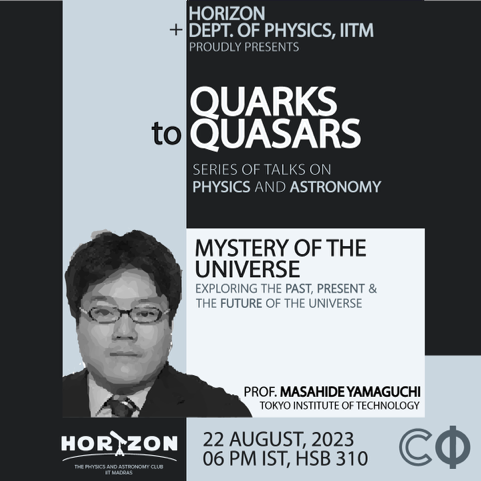 HORIZON
+ DEPT. OF PHYSICS, IITM
PROUDLY PRESENTS
QUARKS
to QUASARS
SERIES OF TALKS ON
PHYSICS AND ASTRONOMY
MYSTERY OF THE
UNIVERSE
EXPLORING THE PAST, PRESENT &
THE FUTURE OF THE UNIVERSE
PROF. MASAHIDE YAMAGUCHI
TOKYO INSTITUTE OF TECHNOLOGY
HORIZON
THE PHYSICS AND ASTRONOMY CLUB
IIT MADRAS
22 AUGUST, 2023
06 PM IST, HSB 310
CΦ